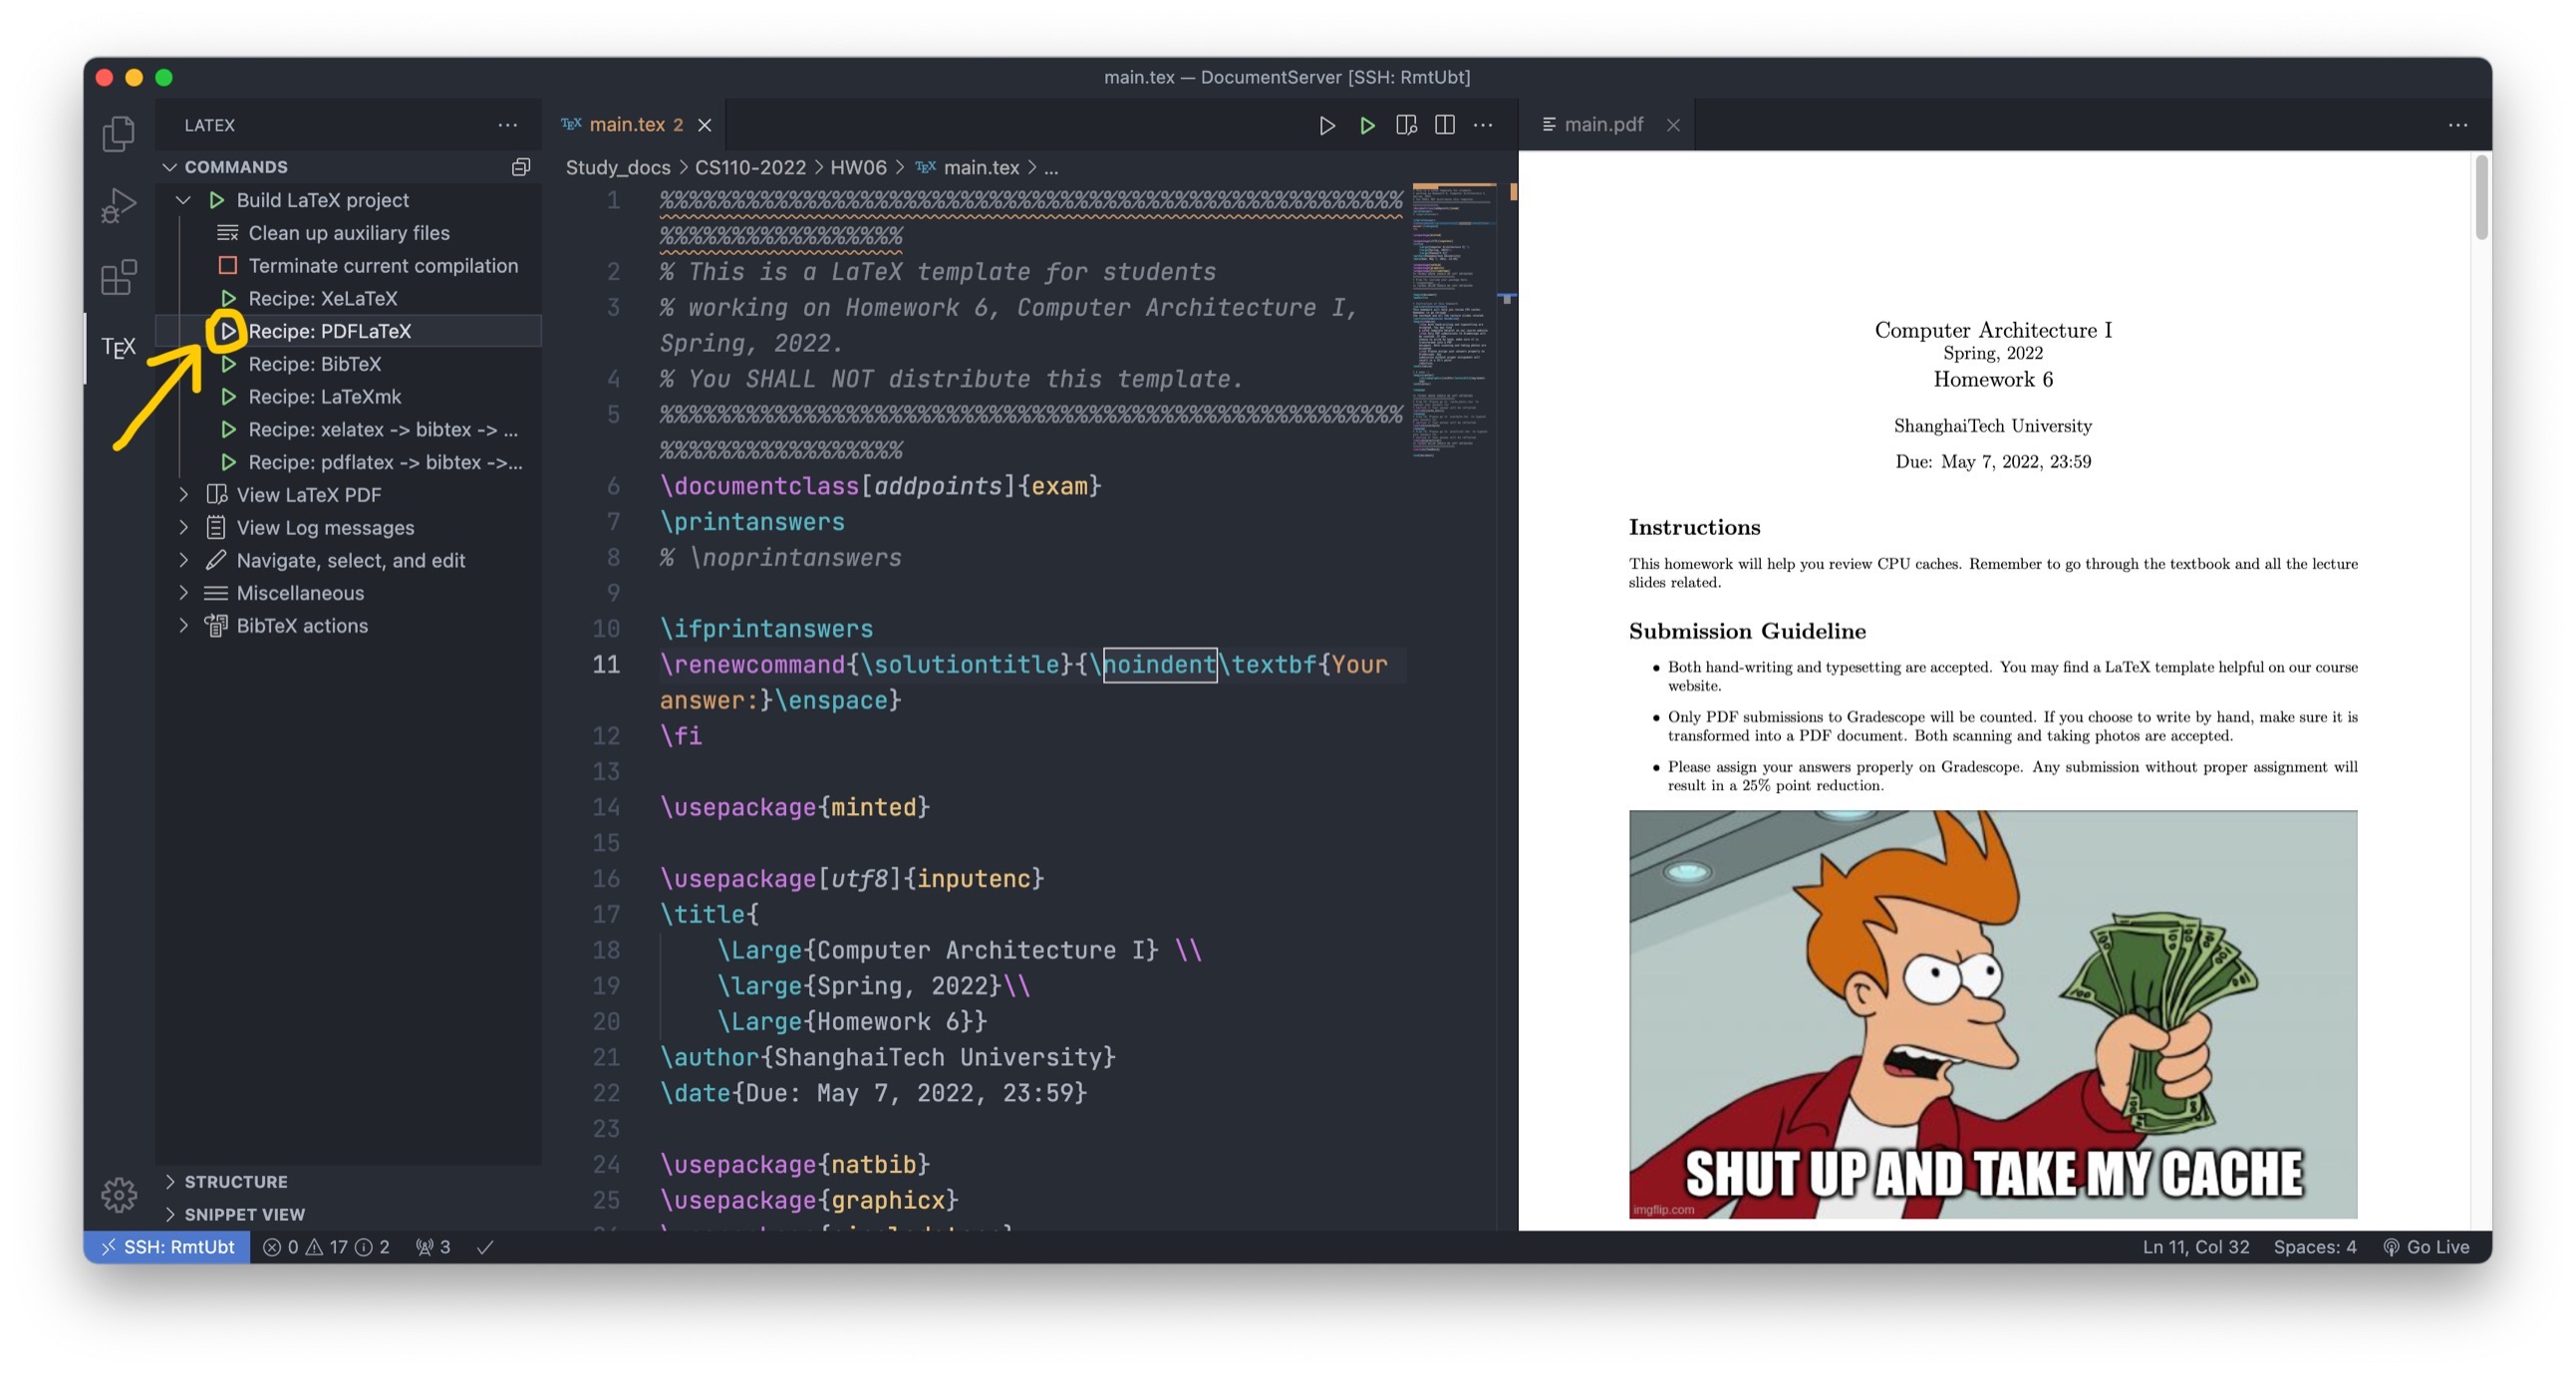 main.tex — DocumentServer [SSH: RmtUbt]
LATEX
COMMANDS
Build LaTeX project
Clean up auxiliary files
Terminate current compilation
Recipe: XeLaTeX
Recipe: PDFLaTeX
Recipe: BibTeX
Recipe: LaTeXmk
Recipe: xelatex -> bibtex -> ...
Recipe: pdflatex -> bibtex ->...
View LaTeX PDF
View Log messages
Navigate, select, and edit
Miscellaneous
BibTeX actions
STRUCTURE
SNIPPET VIEW
TEX
TEX main.tex 2
Study_docs > CS110-2022 > HW06 > TEX main.tex > ...
1 %%%%%%%%%%%%%%%%%%%%%%%%%%%%%%%%%%%%%%%%%%%%%%%%%%%%
%%%%%%%%%%%%%%%%%
2 % This is a LaTeX template for students
3 % working on Homework 6, Computer Architecture I,
Spring, 2022.
4 % You SHALL NOT distribute this template.
5 %%%%%%%%%%%%%%%%%%%%%%%%%%%%%%%%%%%%%%%%%%%%%%%%%%%%
%%%%%%%%%%%%%%%%%
6 \documentclass[addpoints]{exam}
7 \printanswers
8 % \noprintanswers
9
10 \ifprintanswers
11 \renewcommand{\solutiontitle}{\noindent\textbf{Your
answer:}\enspace}
12 \fi
13
14 \usepackage{minted}
15
16 \usepackage[utf8]{inputenc}
17 \title{
18 \Large{Computer Architecture I} \\
19 \large{Spring, 2022}\\
20 \Large{Homework 6}}
21 \author{ShanghaiTech University}
22 \date{Due: May 7, 2022, 23:59}
23
24 \usepackage{natbib}
25 \usepackage{graphicx}
main.pdf
Computer Architecture I
Spring, 2022
Homework 6
ShanghaiTech University
Due: May 7, 2022, 23:59
Instructions
This homework will help you review CPU caches. Remember to go through the textbook and all the lecture
slides related.
Submission Guideline
• Both hand-writing and typesetting are accepted. You may find a LaTeX template helpful on our course
website.
• Only PDF submissions to Gradescope will be counted. If you choose to write by hand, make sure it is
transformed into a PDF document. Both scanning and taking photos are accepted.
• Please assign your answers properly on Gradescope. Any submission without proper assignment will
result in a 25% point reduction.
SHUT UP AND TAKE MY CACHE
imgflip.com
SSH: RmtUbt 0 17 2 3
Ln 11, Col 32 Spaces: 4 Go Live